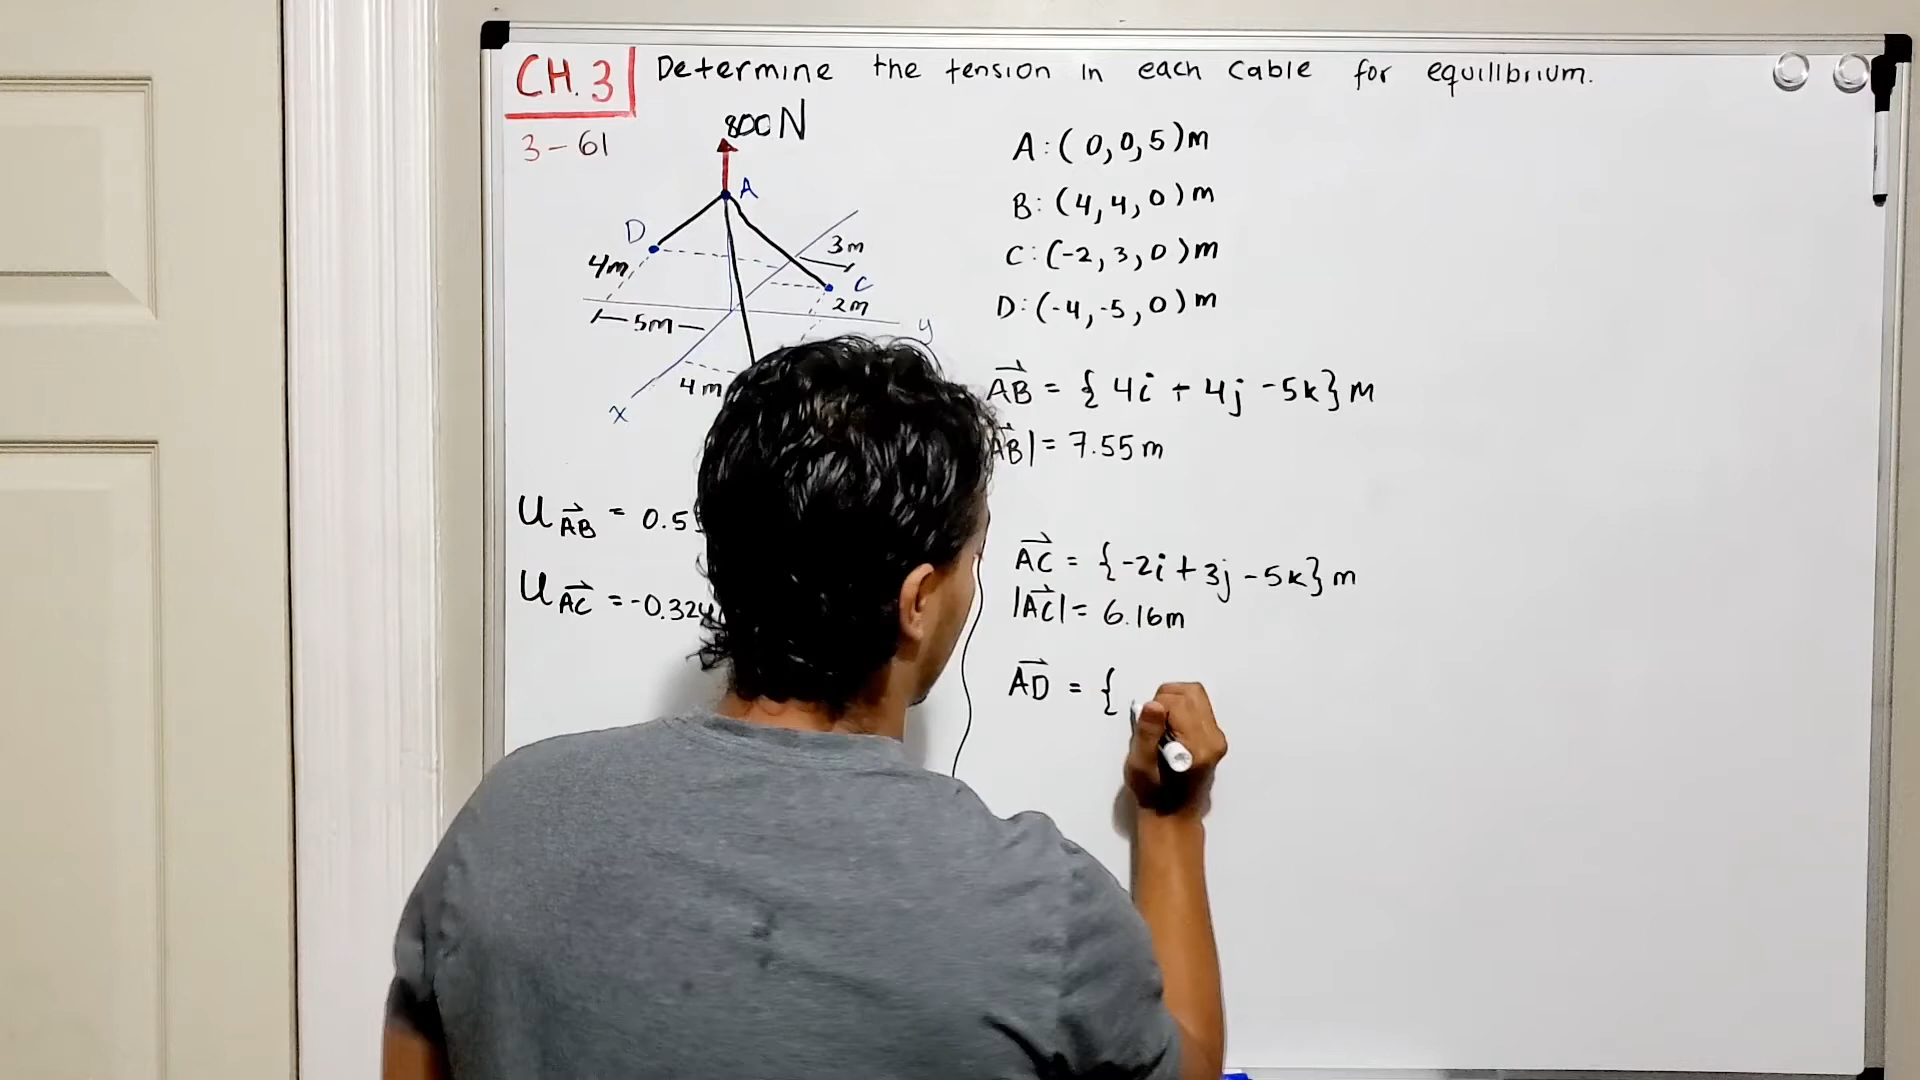 CH. 3 Determine the tension in each cable for equilibrium.
3-61
800N
A
D
4m
3m
C
2m
5m
y
4m
x
A: (0,0,5)m
B: (4,4,0)m
C: (-2,3,0)m
D: (-4,-5,0)m
AB = {4i + 4j -5k}m
AB| = 7.55m
U AB = 0.5
U AC = -0.324
AC = {-2i + 3j -5k}m
|AC| = 6.16m
AD = {